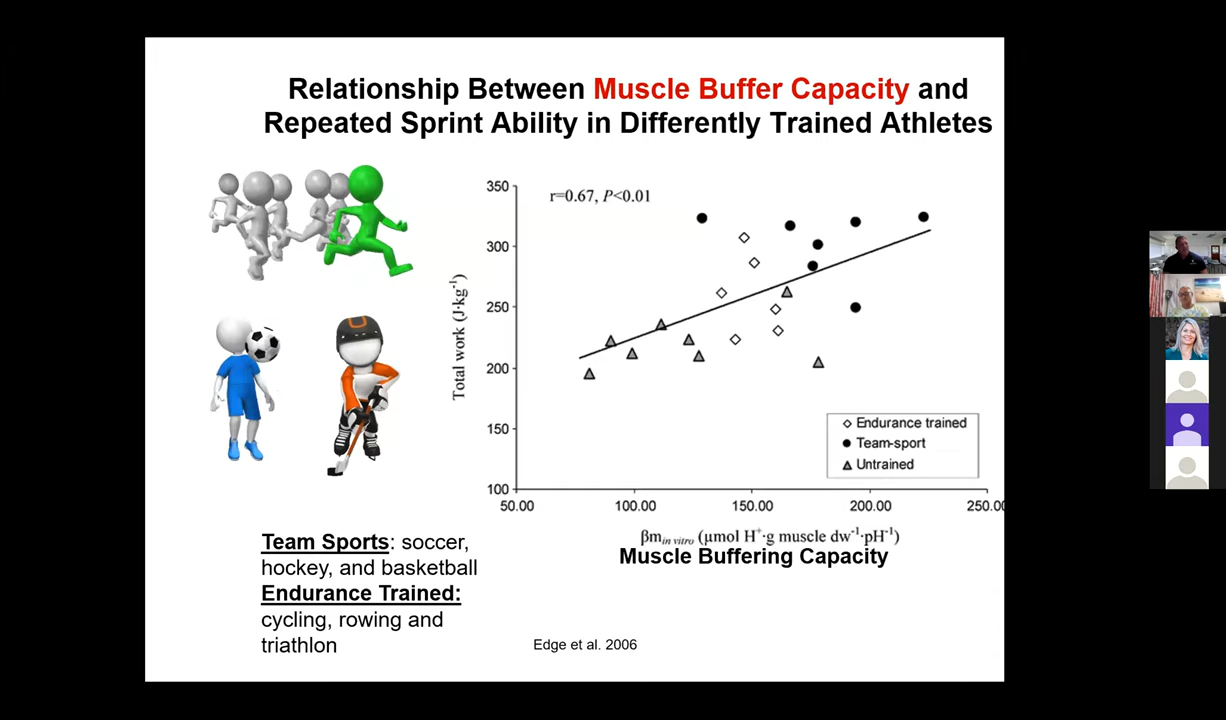 Relationship Between Muscle Buffer Capacity and
Repeated Sprint Ability in Differently Trained Athletes
350
300
250
200
150
100
r=0.67, P<0.01
Total work (J·kg⁻¹)
Endurance trained
Team-sport
Untrained
50.00 100.00 150.00 200.00 250.00
βm in vitro (μmol H⁺·g muscle dw⁻¹·pH⁻¹)
Muscle Buffering Capacity
Team Sports: soccer,
hockey, and basketball
Endurance Trained:
cycling, rowing and
triathlon
Edge et al. 2006